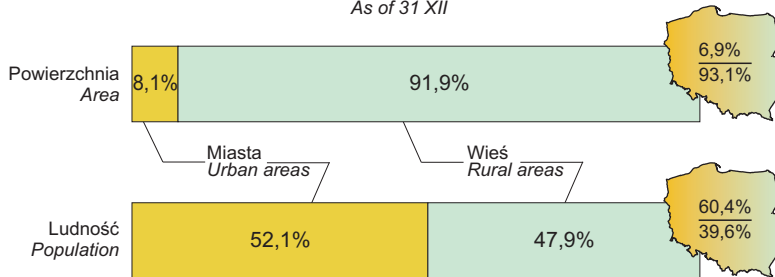 As of 31 XII
Powierzchnia
Area
8,1%
91,9%
6,9%
93,1%
Miasta
Urban areas
Wieś
Rural areas
Ludność
Population
52,1%
47,9%
60,4%
39,6%